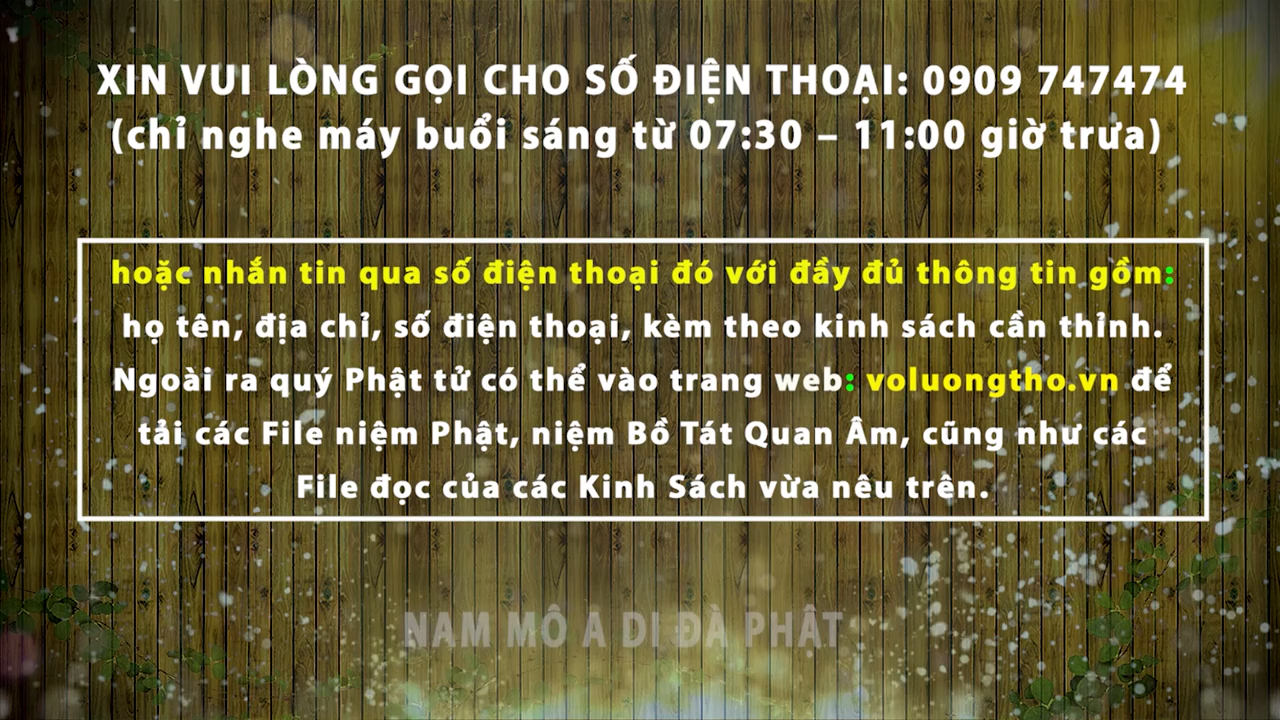 XIN VUI LÒNG GỌI CHO SỐ ĐIỆN THOẠI: 0909 747474
(chỉ nghe máy buổi sáng từ 07:30 – 11:00 giờ trưa)
hoặc nhắn tin qua số điện thoại đó với đầy đủ thông tin gồm:
họ tên, địa chỉ, số điện thoại, kèm theo kinh sách cần thỉnh.
Ngoài ra quý Phật tử có thể vào trang web: voluongtho.vn để
tải các File niệm Phật, niệm Bồ Tát Quan Âm, cũng như các
File đọc của các Kinh Sách vừa nêu trên.
NAM MÔ A DI ĐÀ PHẬT